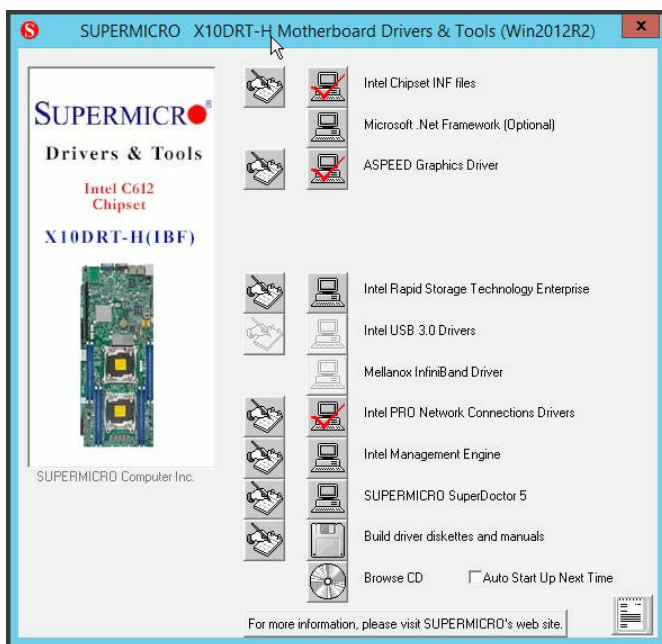 SUPERMICRO X10DRT-H Motherboard Drivers & Tools (Win2012R2)
SUPERMICRO
Drivers & Tools
Intel C612
Chipset
X10DRT-H(IBF)
SUPERMICRO Computer Inc.
Intel Chipset INF files
Microsoft .Net Framework (Optional)
ASPEED Graphics Driver
Intel Rapid Storage Technology Enterprise
Intel USB 3.0 Drivers
Mellanox InfiniBand Driver
Intel PRO Network Connections Drivers
Intel Management Engine
SUPERMICRO SuperDoctor 5
Build driver diskettes and manuals
Browse CD
Auto Start Up Next Time
For more information, please visit SUPERMICRO's web site.